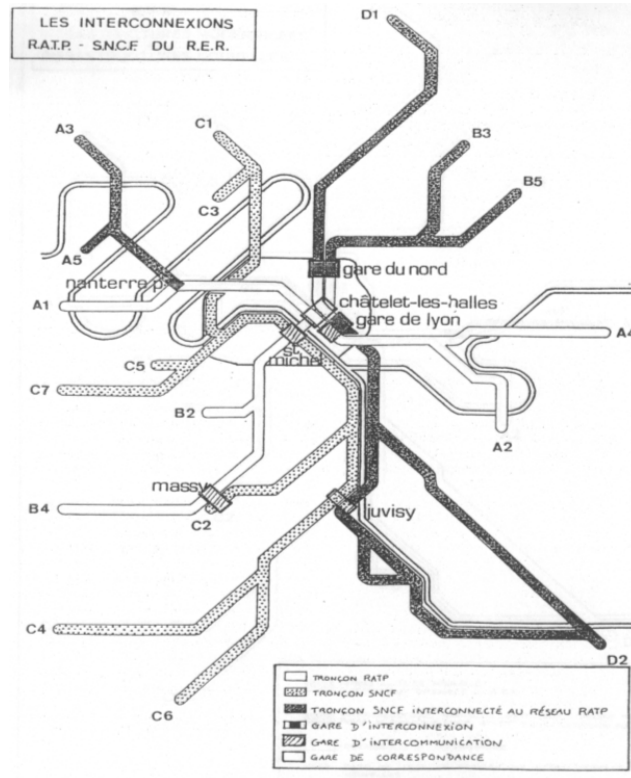 LES INTERCONNEXIONS
R.A.T.P. - S.N.C.F. DU R.E.R.
D1
A3
C1
B3
C3
B5
A5
gare du nord
nanterre p.
châtelet-les-halles
A1
gare de lyon
A4
st
michel
C5
C7
B2
A2
massy
B4
C2
juvisy
C4
D2
C6
TRONÇON RATP
TRONÇON SNCF
TRONÇON SNCF INTERCONNECTÉ AU RÉSEAU RATP
GARE D'INTERCONNEXION
GARE D'INTERCOMMUNICATION
GARE DE CORRESPONDANCE